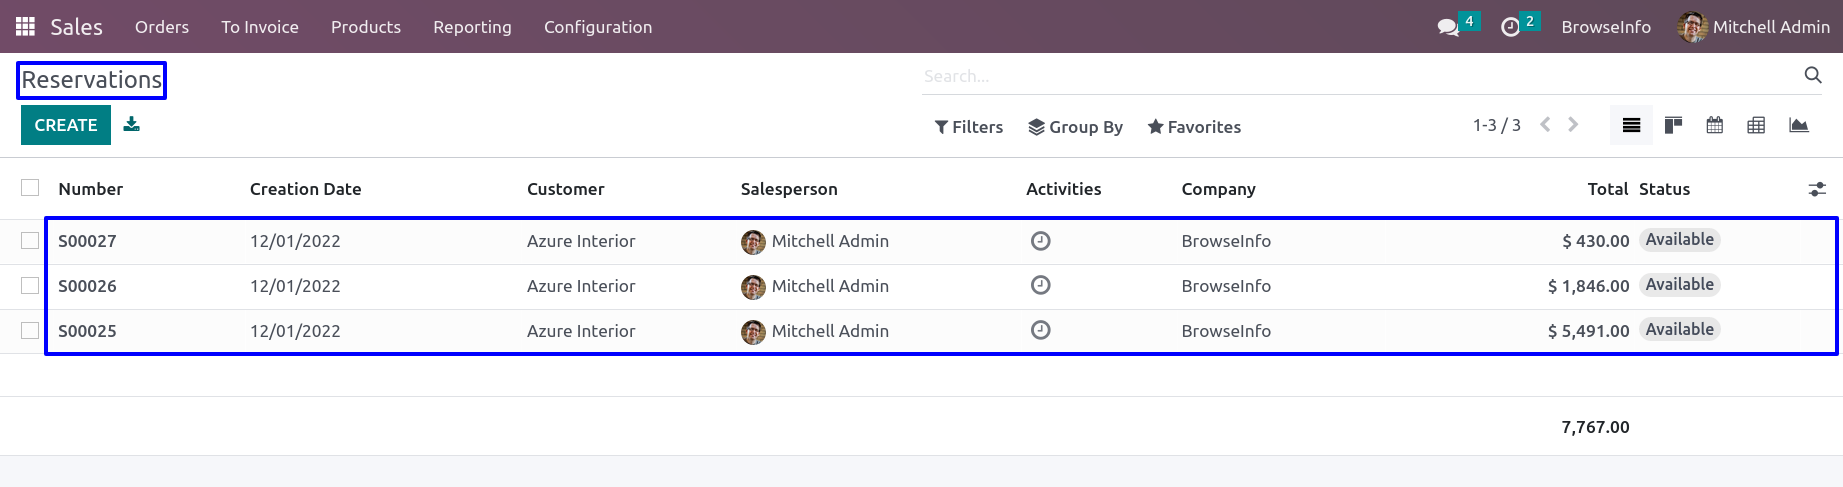 Sales Orders To Invoice Products Reporting Configuration 4 2 BrowseInfo Mitchell Admin
Reservations Search...
CREATE Filters Group By Favorites 1-3 / 3
Number Creation Date Customer Salesperson Activities Company Total Status
S00027 12/01/2022 Azure Interior Mitchell Admin BrowseInfo $ 430.00 Available
S00026 12/01/2022 Azure Interior Mitchell Admin BrowseInfo $ 1,846.00 Available
S00025 12/01/2022 Azure Interior Mitchell Admin BrowseInfo $ 5,491.00 Available
7,767.00